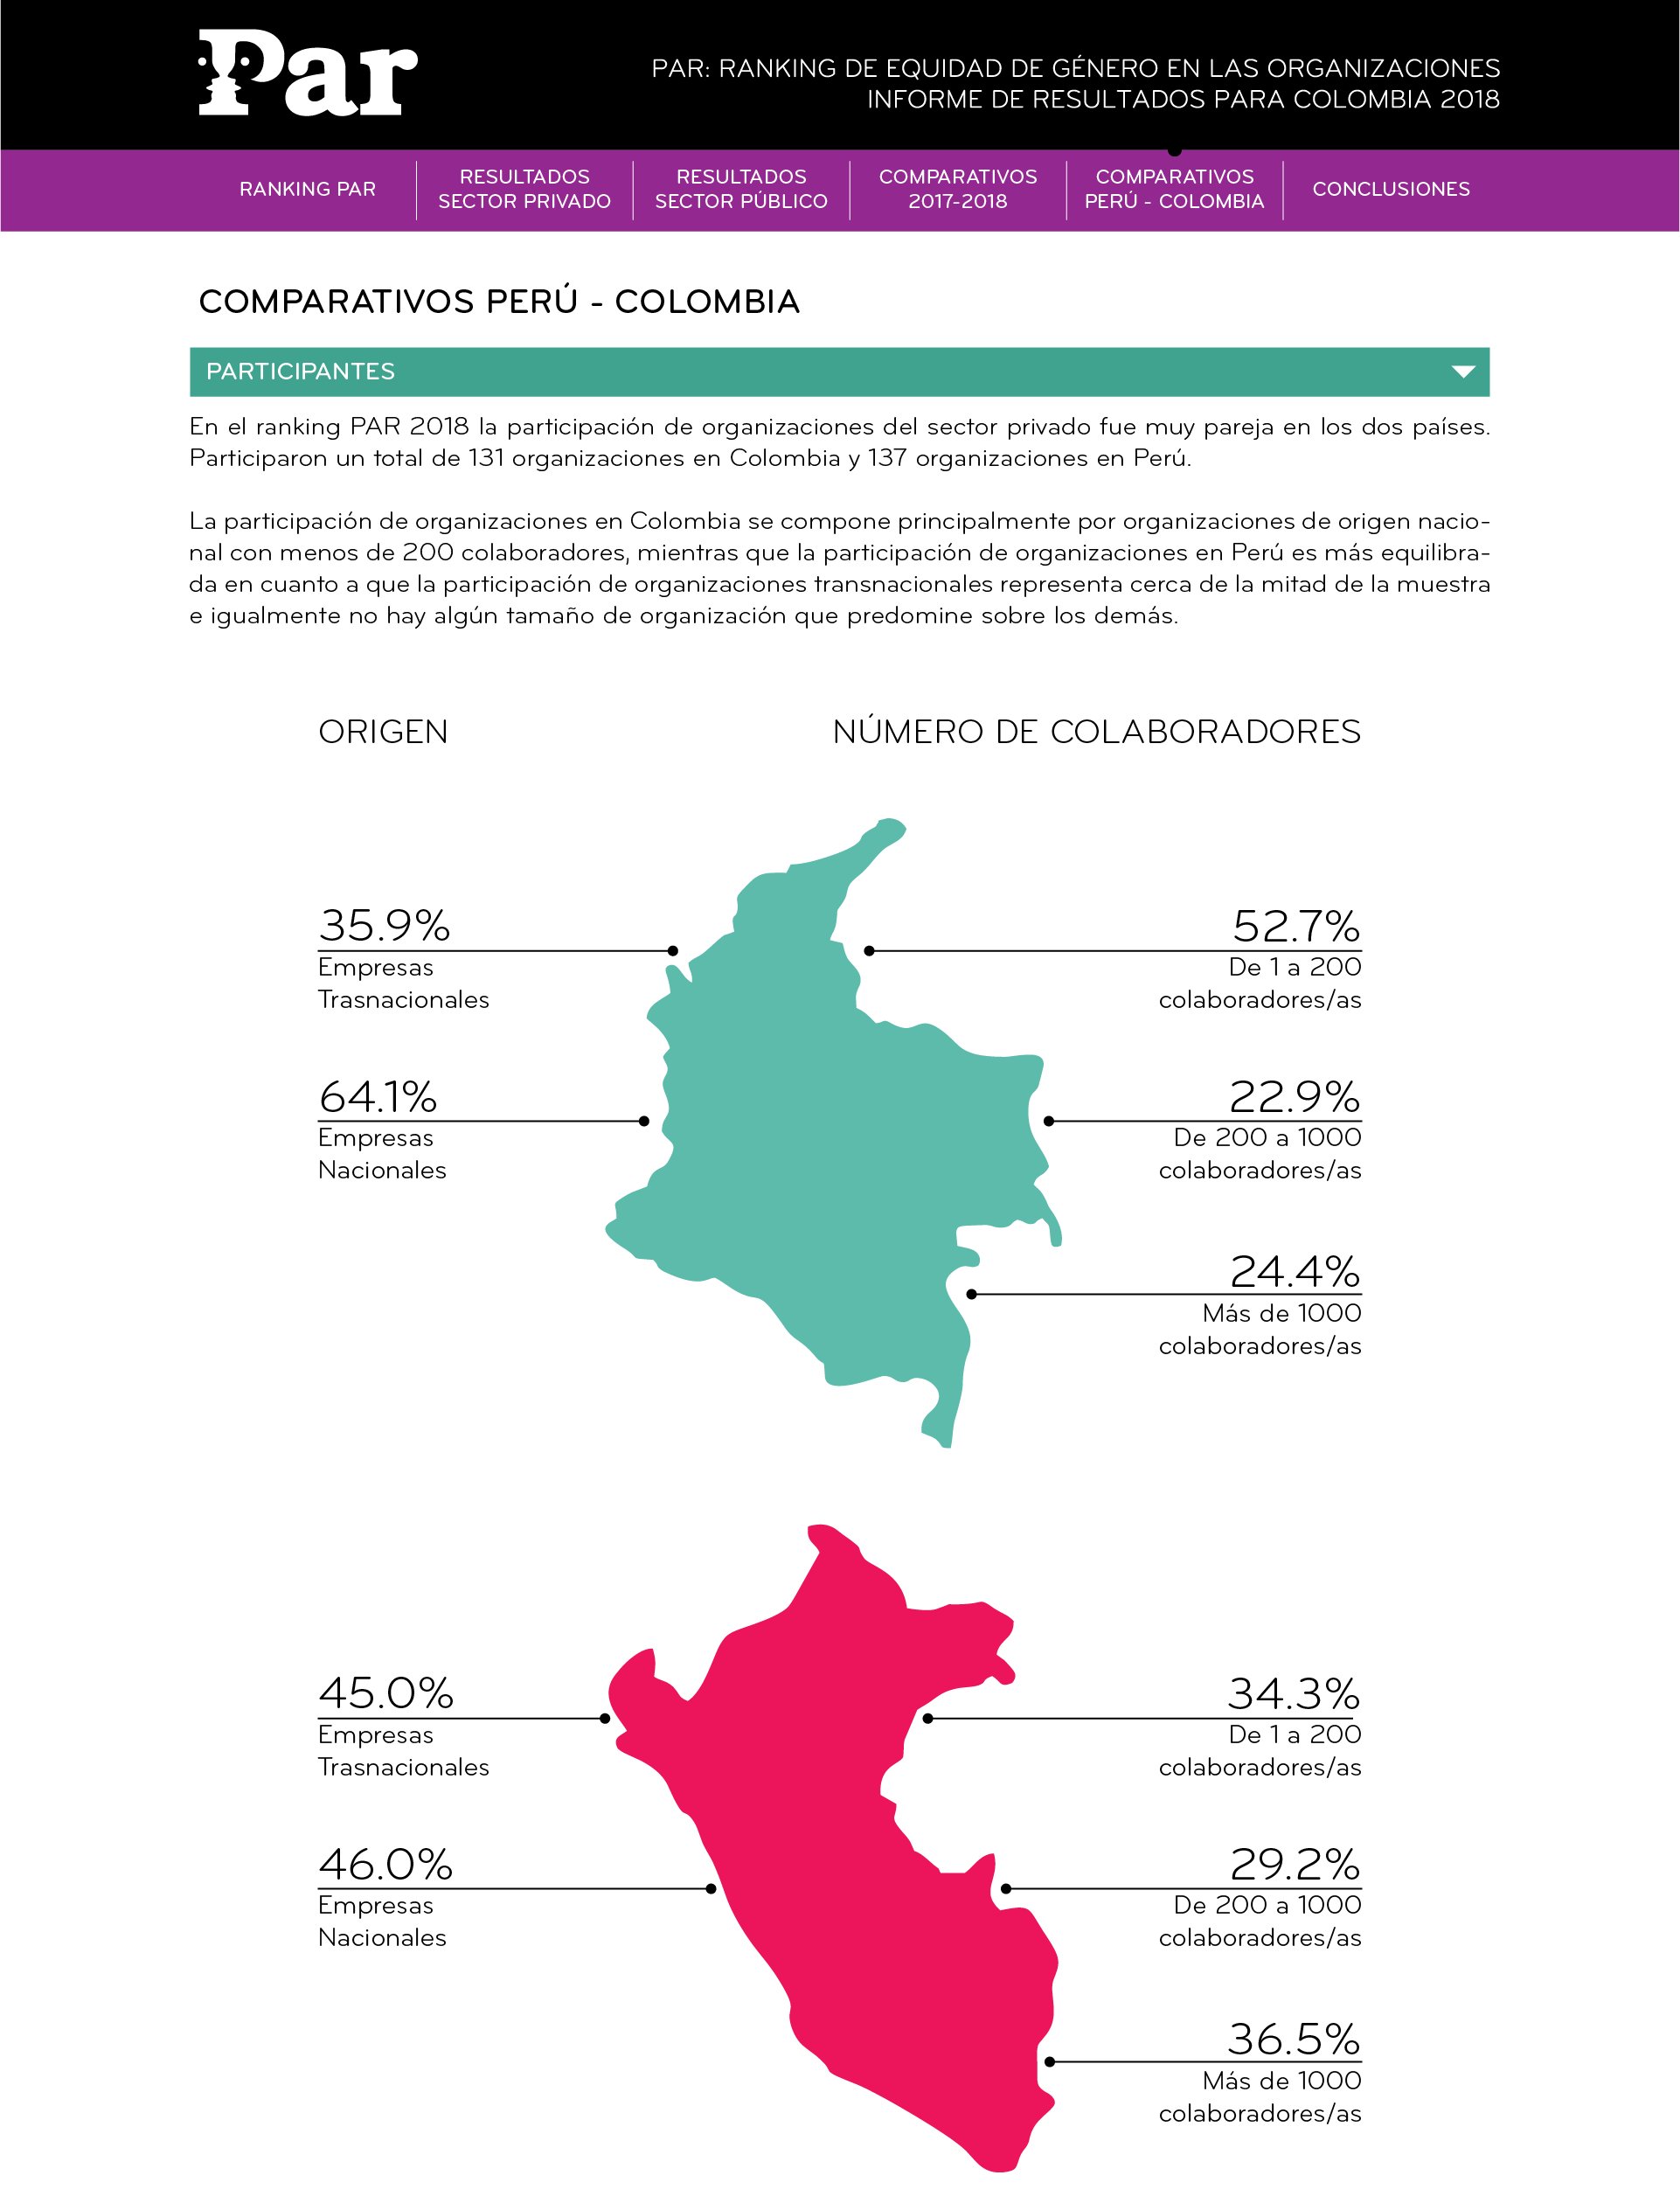 Par
PAR: RANKING DE EQUIDAD DE GÉNERO EN LAS ORGANIZACIONES
INFORME DE RESULTADOS PARA COLOMBIA 2018
RANKING PAR
RESULTADOS
SECTOR PRIVADO
RESULTADOS
SECTOR PÚBLICO
COMPARATIVOS
2017-2018
COMPARATIVOS
PERÚ - COLOMBIA
CONCLUSIONES
COMPARATIVOS PERÚ - COLOMBIA
PARTICIPANTES
En el ranking PAR 2018 la participación de organizaciones del sector privado fue muy pareja en los dos países.
Participaron un total de 131 organizaciones en Colombia y 137 organizaciones en Perú.
La participación de organizaciones en Colombia se compone principalmente por organizaciones de origen nacio-
nal con menos de 200 colaboradores, mientras que la participación de organizaciones en Perú es más equilibra-
da en cuanto a que la participación de organizaciones transnacionales representa cerca de la mitad de la muestra
e igualmente no hay algún tamaño de organización que predomine sobre los demás.
ORIGEN
NÚMERO DE COLABORADORES
35.9%
Empresas
Trasnacionales
52.7%
De 1 a 200
colaboradores/as
64.1%
Empresas
Nacionales
22.9%
De 200 a 1000
colaboradores/as
24.4%
Más de 1000
colaboradores/as
45.0%
Empresas
Trasnacionales
34.3%
De 1 a 200
colaboradores/as
46.0%
Empresas
Nacionales
29.2%
De 200 a 1000
colaboradores/as
36.5%
Más de 1000
colaboradores/as